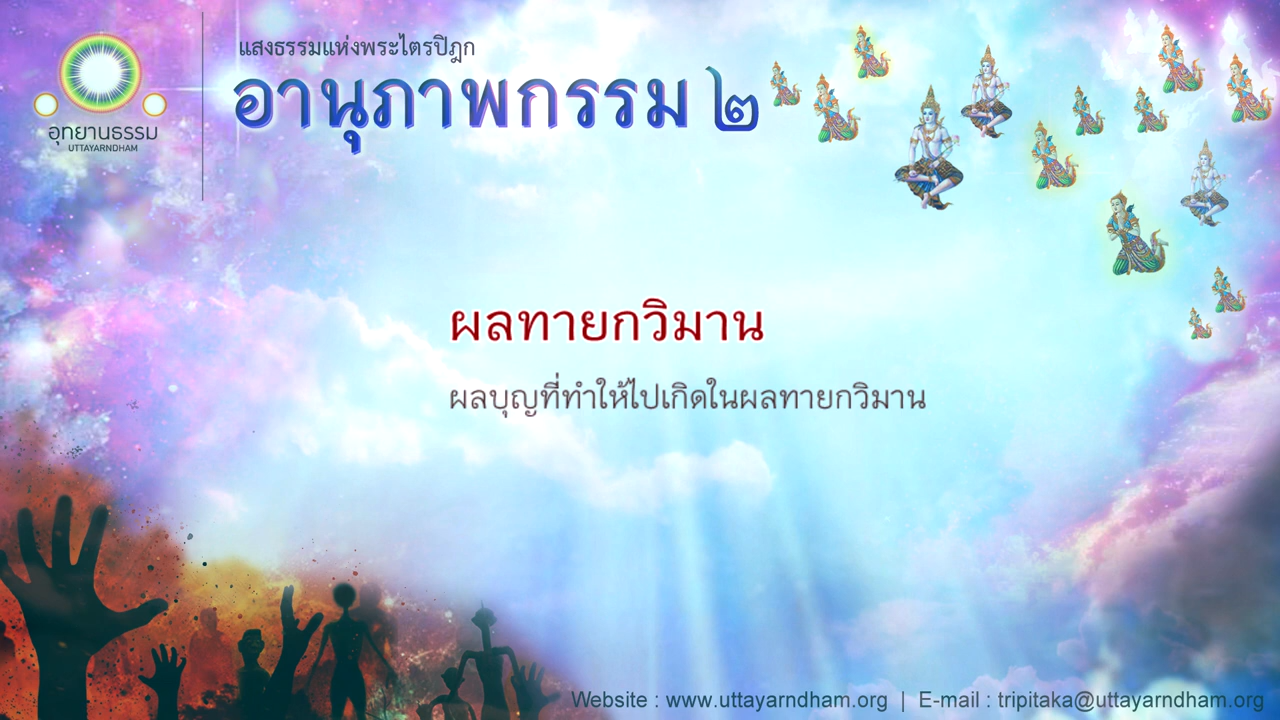 อุทยานธรรม
UTTAYARNDHAM
แสงธรรมแห่งพระไตรปิฎก
อานุภาพกรรม ๒
ผลทายกวิมาน
ผลบุญที่ทำให้ไปเกิดในผลทายกวิมาน
Website : www.uttayarndham.org | E-mail : tripitaka@uttayarndham.org